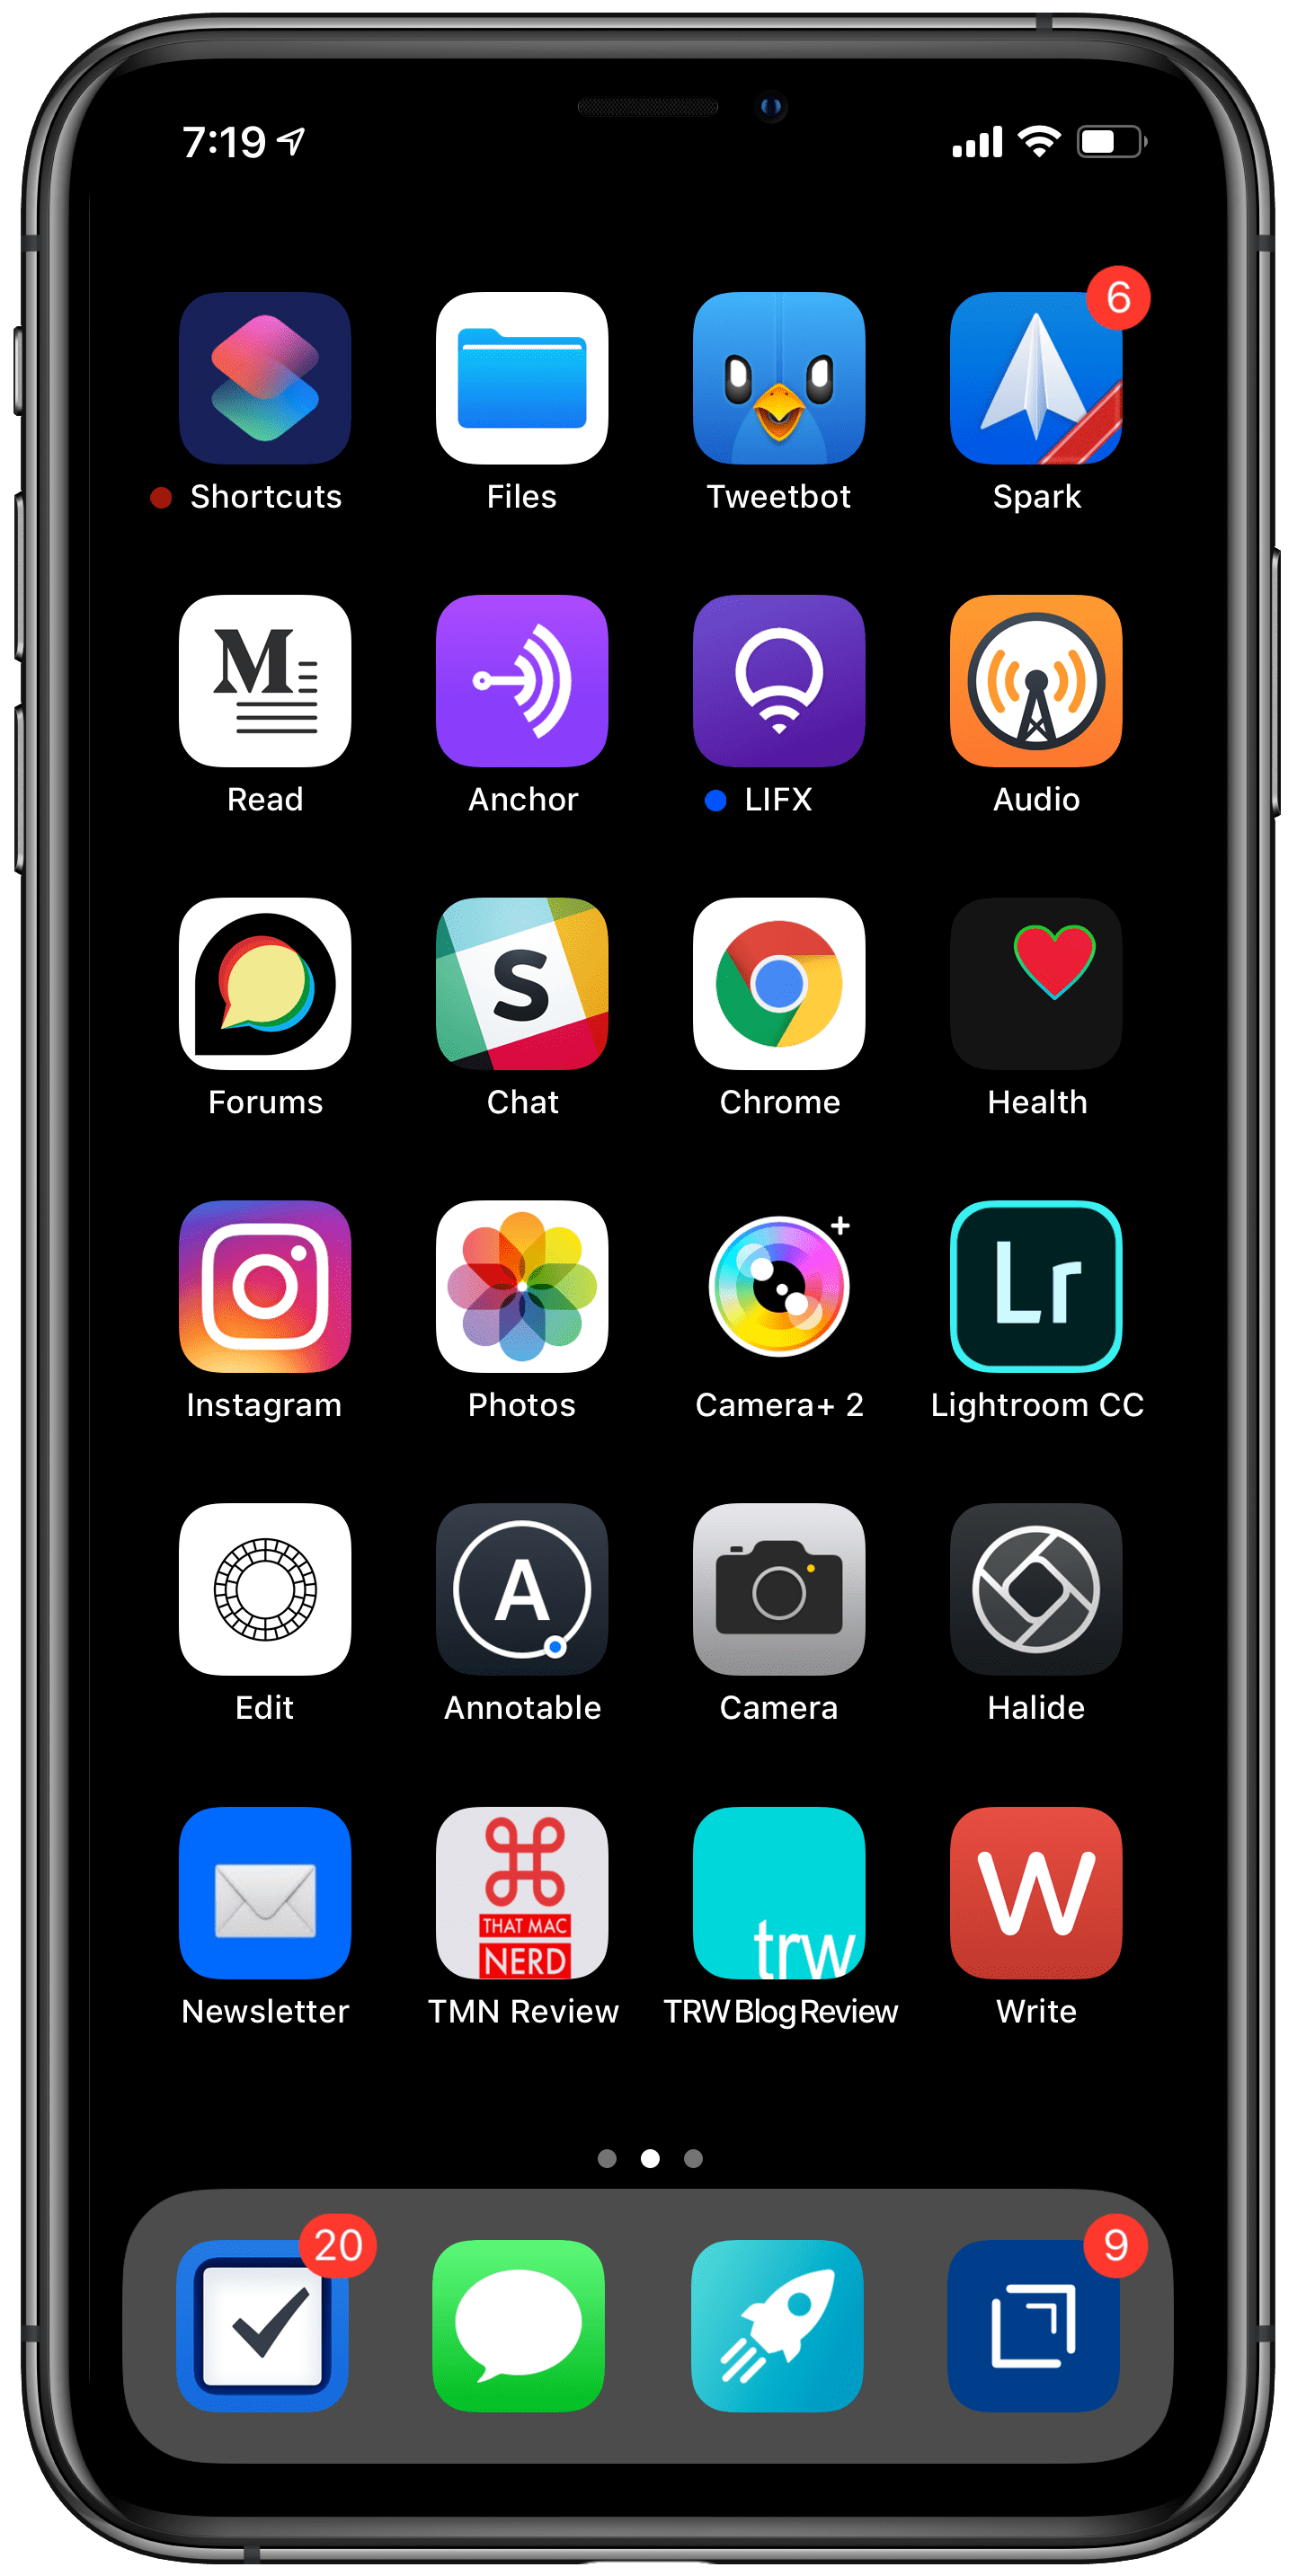 7:19
6
Shortcuts Files Tweetbot Spark
M
Read Anchor LIFX Audio
S
Forums Chat Chrome Health
+ Lr
Instagram Photos Camera+ 2 Lightroom CC
A
Edit Annotable Camera Halide
THAT MAC
NERD trw W
Newsletter TMN Review TRW Blog Review Write
20 9